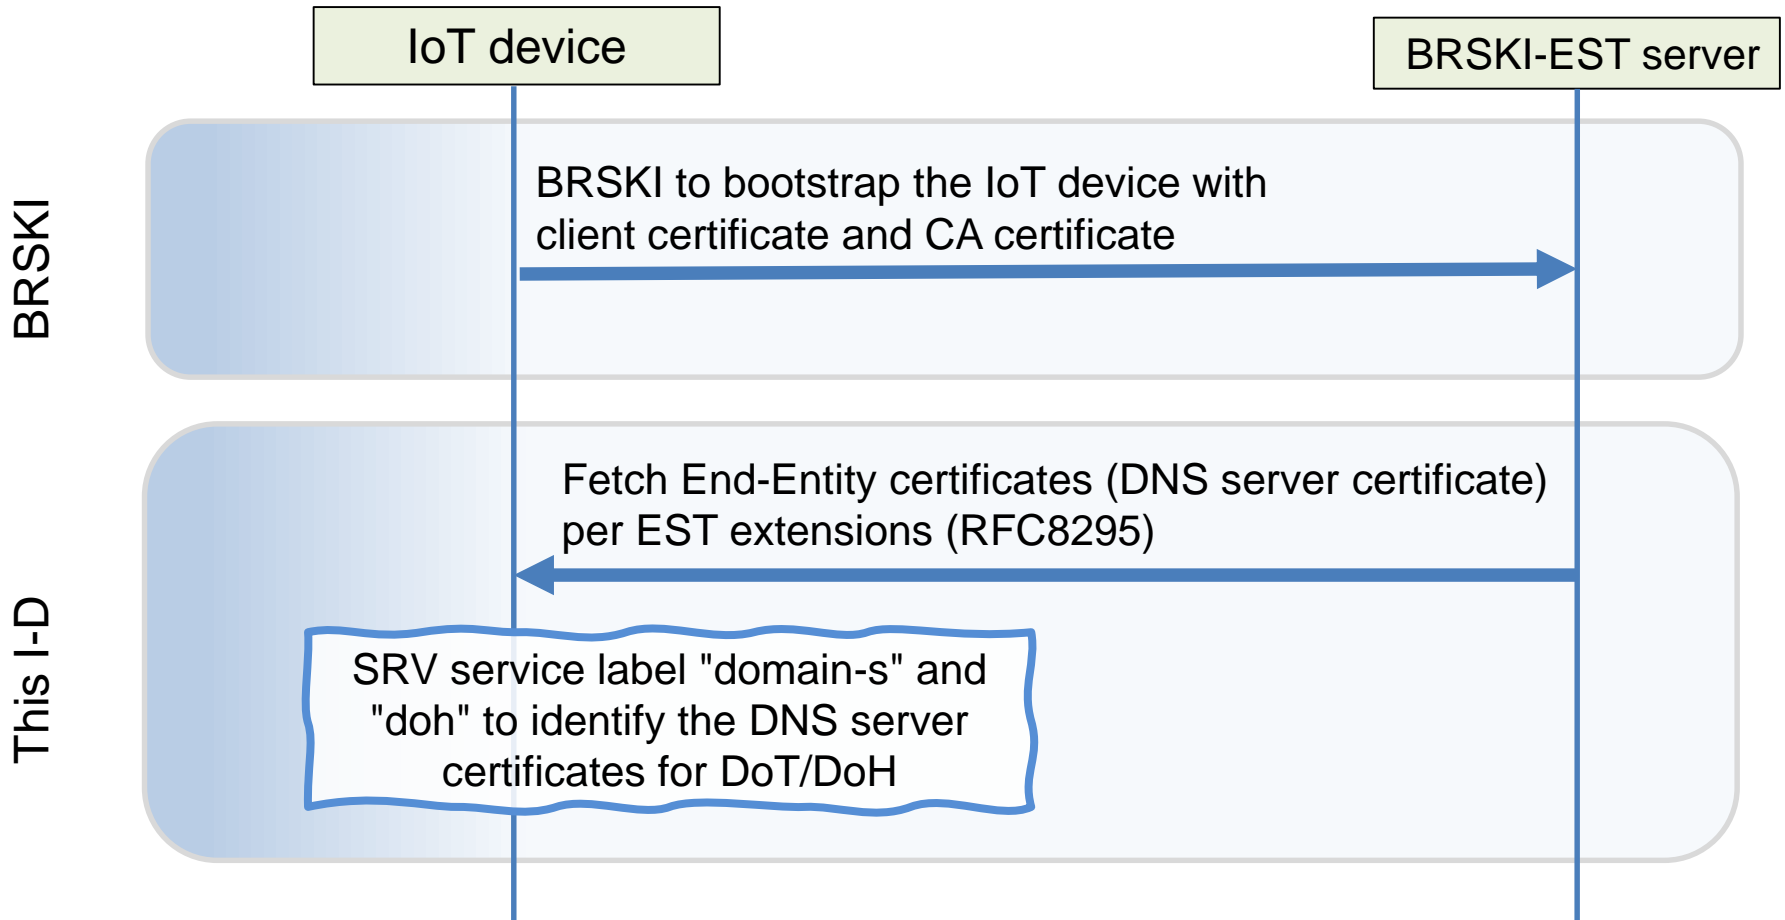 IoT device
BRSKI-EST server
BRSKI
BRSKI to bootstrap the IoT device with
client certificate and CA certificate
This I-D
Fetch End-Entity certificates (DNS server certificate)
per EST extensions (RFC8295)
SRV service label "domain-s" and
"doh" to identify the DNS server
certificates for DoT/DoH